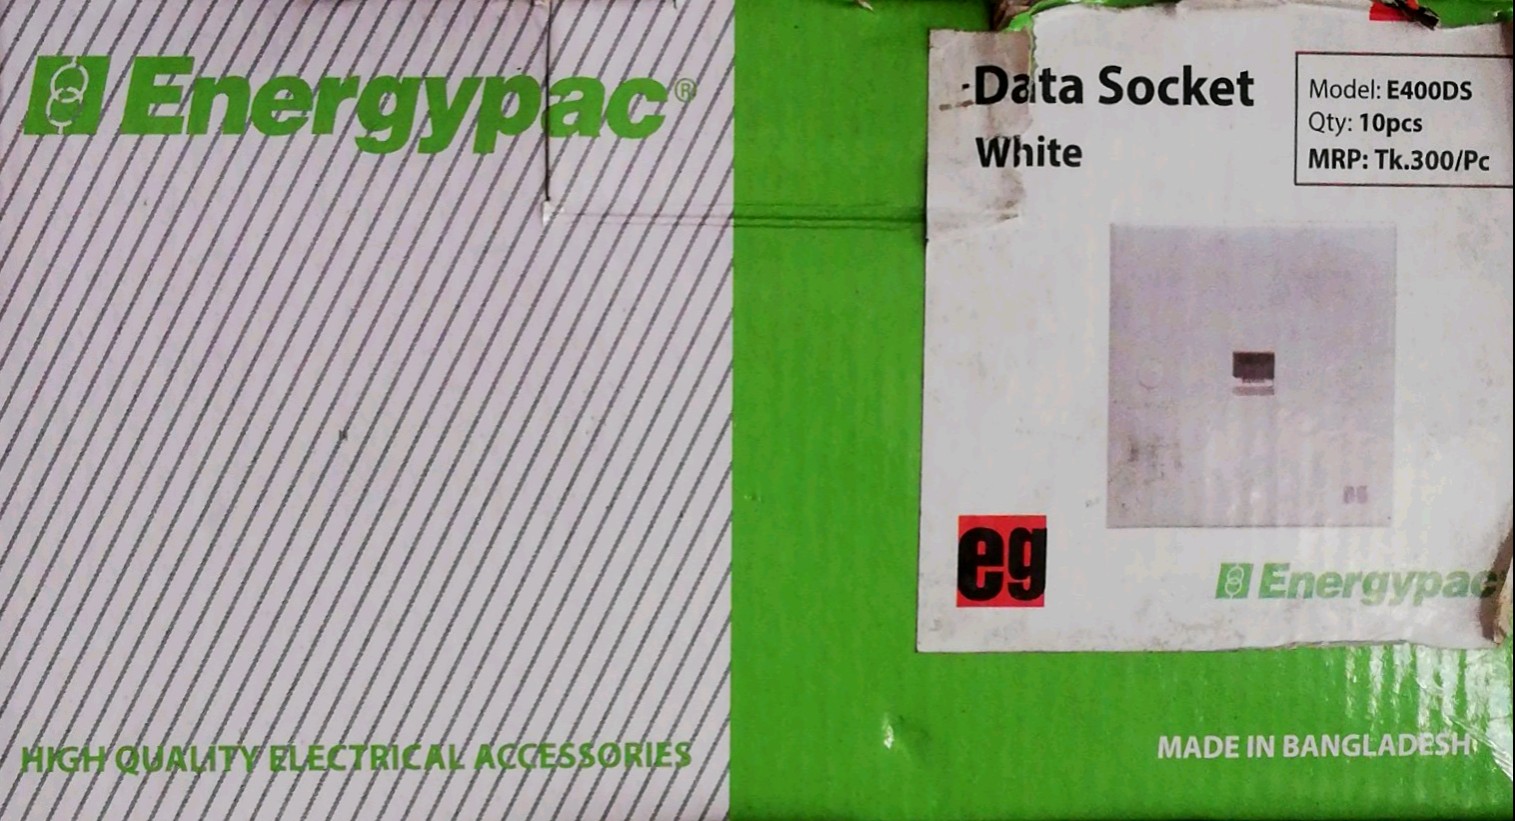 Energypac®
HIGH QUALITY ELECTRICAL ACCESSORIES
Data Socket
White
Model: E400DS
Qty: 10pcs
MRP: Tk.300/Pc
eg
eg
Energypac
MADE IN BANGLADESH